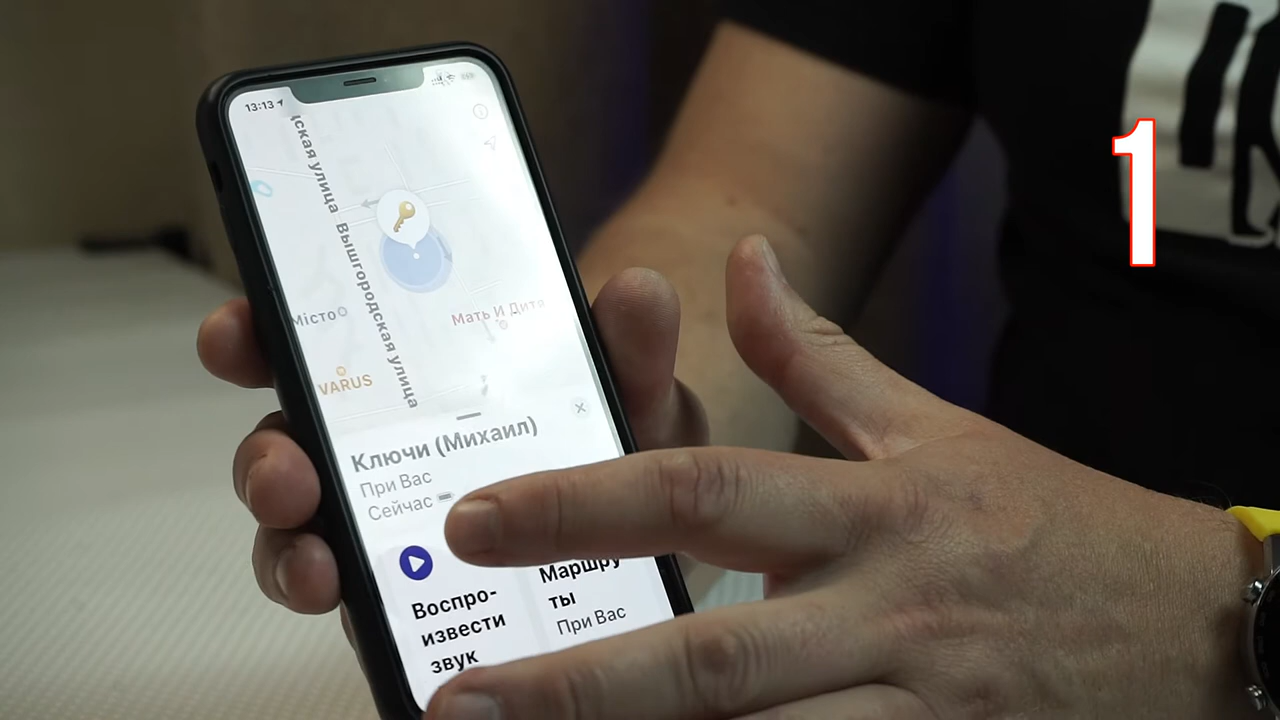 13:13
ская улица
Вышгородская улица
Місто
Мать И Дитя
VARUS
Ключи (Михаил)
При Вас
Сейчас
Воспро-
извести
звук
Маршру
ты
При Вас
1